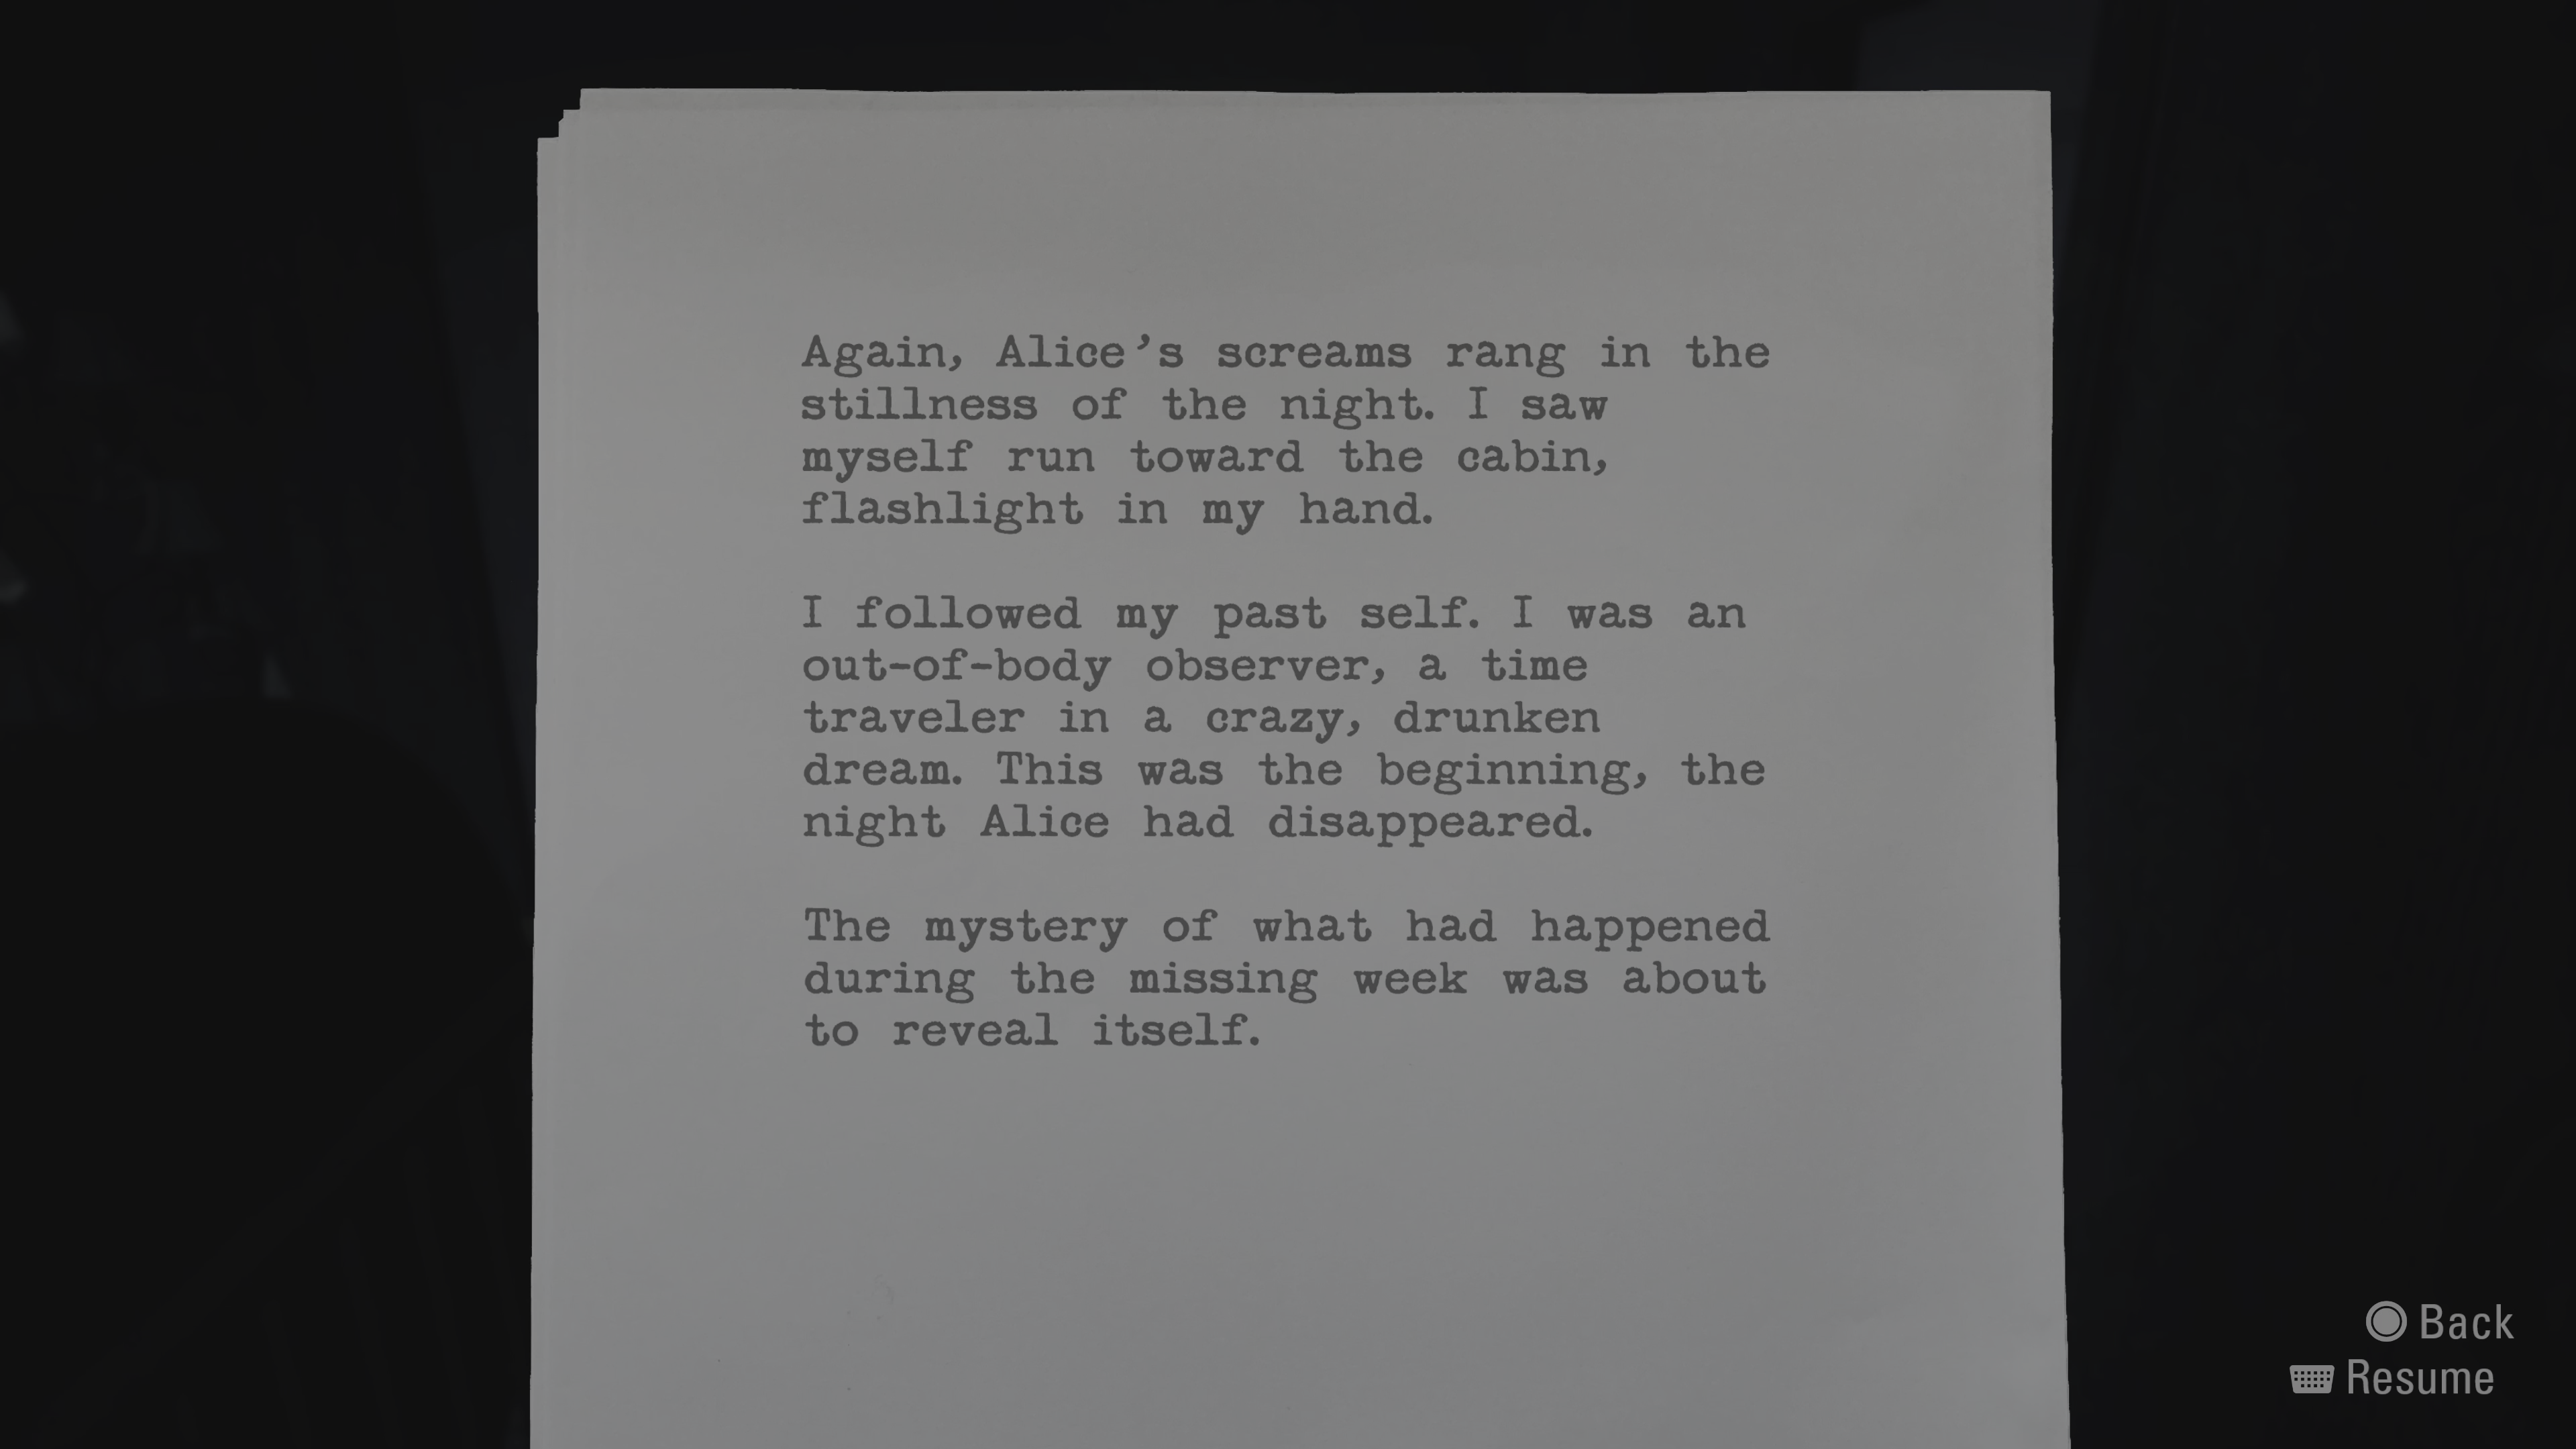 Again, Alice’s screams rang in the
stillness of the night. I saw
myself run toward the cabin,
flashlight in my hand.
I followed my past self. I was an
out-of-body observer, a time
traveler in a crazy, drunken
dream. This was the beginning, the
night Alice had disappeared.
The mystery of what had happened
during the missing week was about
to reveal itself.
Back
Resume